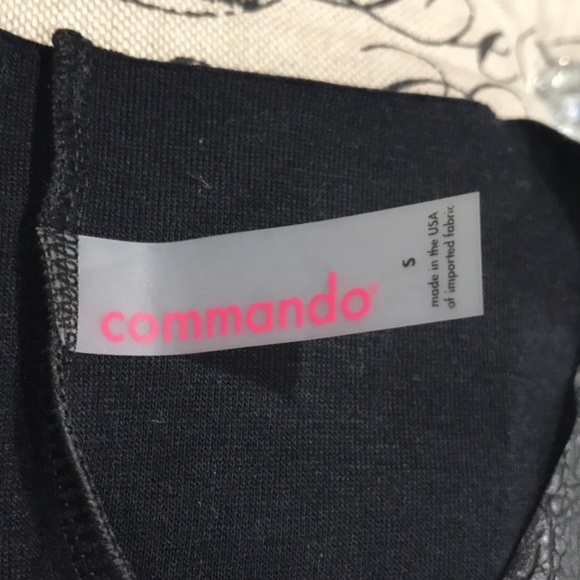 commando®
S
made in the USA
of imported fabric